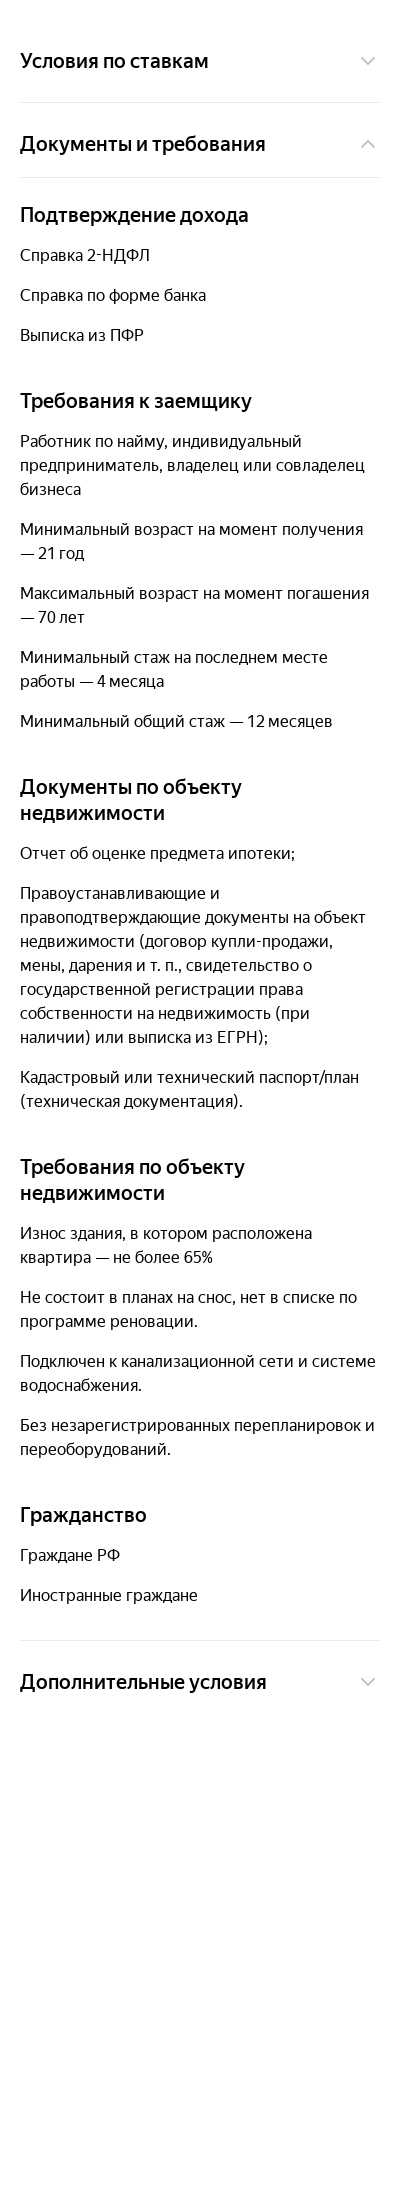 Условия по ставкам
Документы и требования
Подтверждение дохода
Справка 2-НДФЛ
Справка по форме банка
Выписка из ПФР
Требования к заемщику
Работник по найму, индивидуальный
предприниматель, владелец или совладелец
бизнеса
Минимальный возраст на момент получения
— 21 год
Максимальный возраст на момент погашения
— 70 лет
Минимальный стаж на последнем месте
работы — 4 месяца
Минимальный общий стаж — 12 месяцев
Документы по объекту
недвижимости
Отчет об оценке предмета ипотеки;
Правоустанавливающие и
правоподтверждающие документы на объект
недвижимости (договор купли-продажи,
мены, дарения и т. п., свидетельство о
государственной регистрации права
собственности на недвижимость (при
наличии) или выписка из ЕГРН);
Кадастровый или технический паспорт/план
(техническая документация).
Требования по объекту
недвижимости
Износ здания, в котором расположена
квартира — не более 65%
Не состоит в планах на снос, нет в списке по
программе реновации.
Подключен к канализационной сети и системе
водоснабжения.
Без незарегистрированных перепланировок и
переоборудований.
Гражданство
Граждане РФ
Иностранные граждане
Дополнительные условия